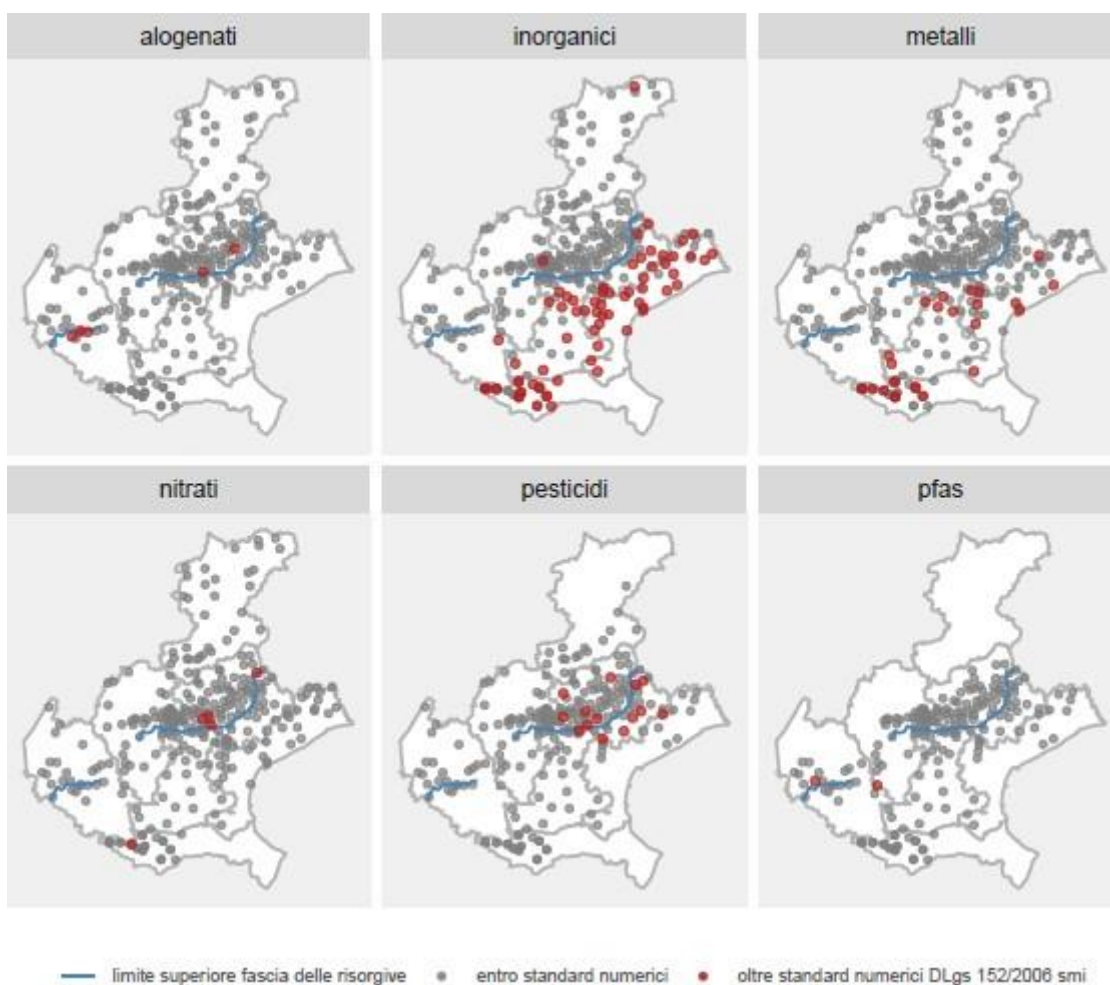 alogenati
inorganici
metalli
nitrati
pesticidi
pfas
limite superiore fascia delle risorgive
entro standard numerici
oltre standard numerici DLgs 152/2006 smi